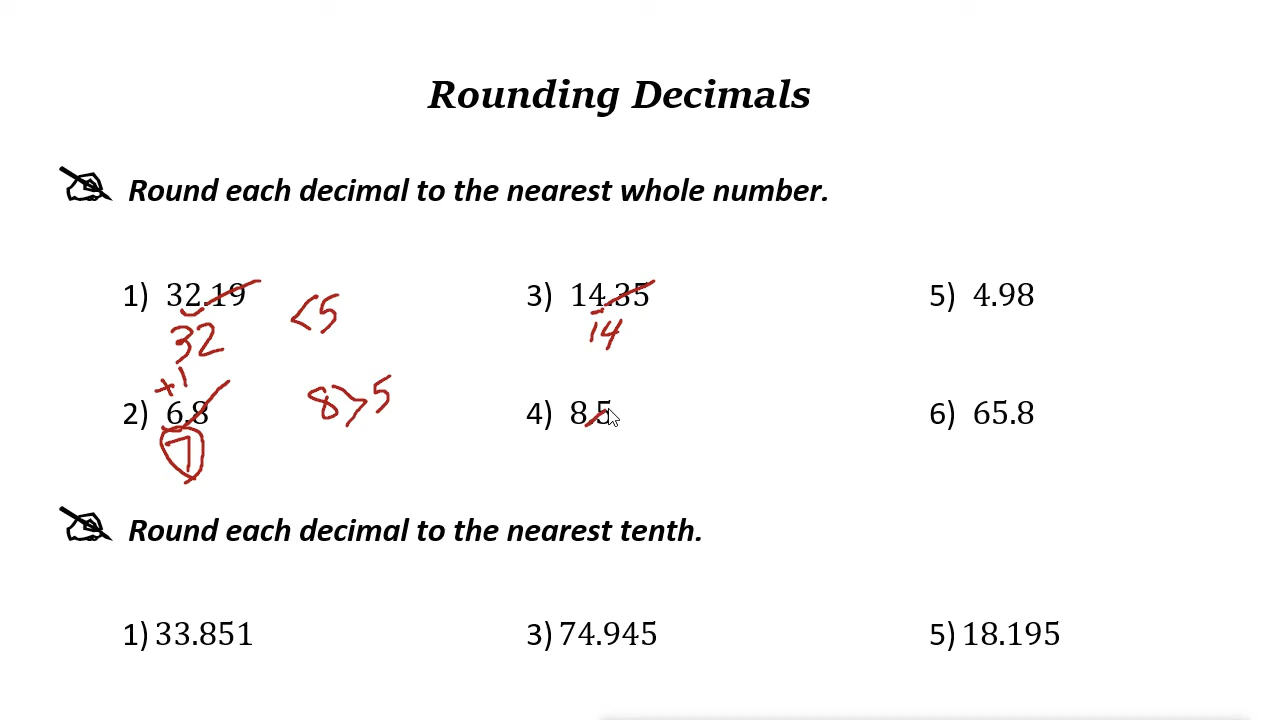 Rounding Decimals
Round each decimal to the nearest whole number.
1) 32.19 <5 3) 14.35 5) 4.98
32 14
+1
2) 6.8 8>5 4) 8.5 6) 65.8
7
Round each decimal to the nearest tenth.
1) 33.851 3) 74.945 5) 18.195